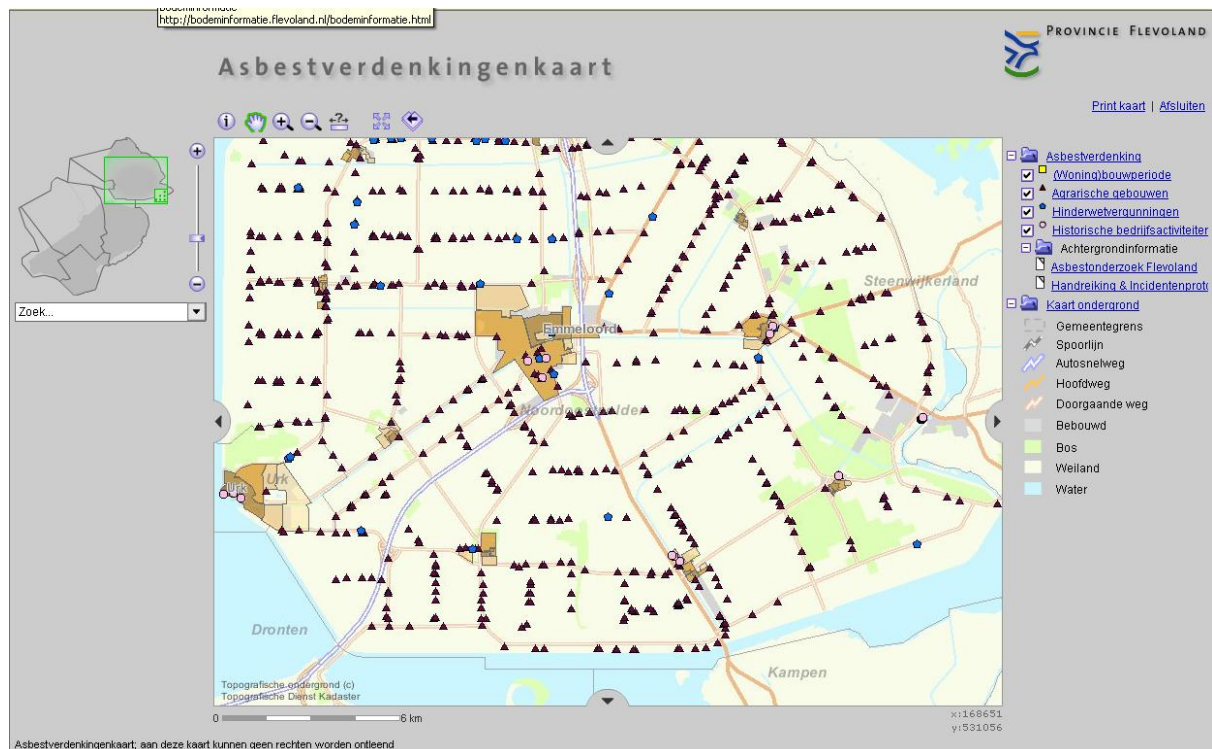 bodeminformatie
http://bodeminformatie.flevoland.nl/bodeminformatie.html
PROVINCIE FLEVOLAND
Asbestverdenkingenkaart
Print kaart | Afsluiten
Zoek...
Steenwijkerland
Emmeloord
Noordoostpolder
Urk
Urk
Dronten
Kampen
Topografische ondergrond (c)
Topografische Dienst Kadaster
0 6 km
x:168651
y:531056
Asbestverdenking
(Woning)bouwperiode
Agrarische gebouwen
Hinderwetvergunningen
Historische bedrijfsactiviteiter
Achtergrondinformatie
Asbestonderzoek Flevoland
Handreiking & Incidentenproto
Kaart ondergrond
Gemeentegrens
Spoorlijn
Autosnelweg
Hoofdweg
Doorgaande weg
Bebouwd
Bos
Weiland
Water
Asbestverdenkingenkaart; aan deze kaart kunnen geen rechten worden ontleend